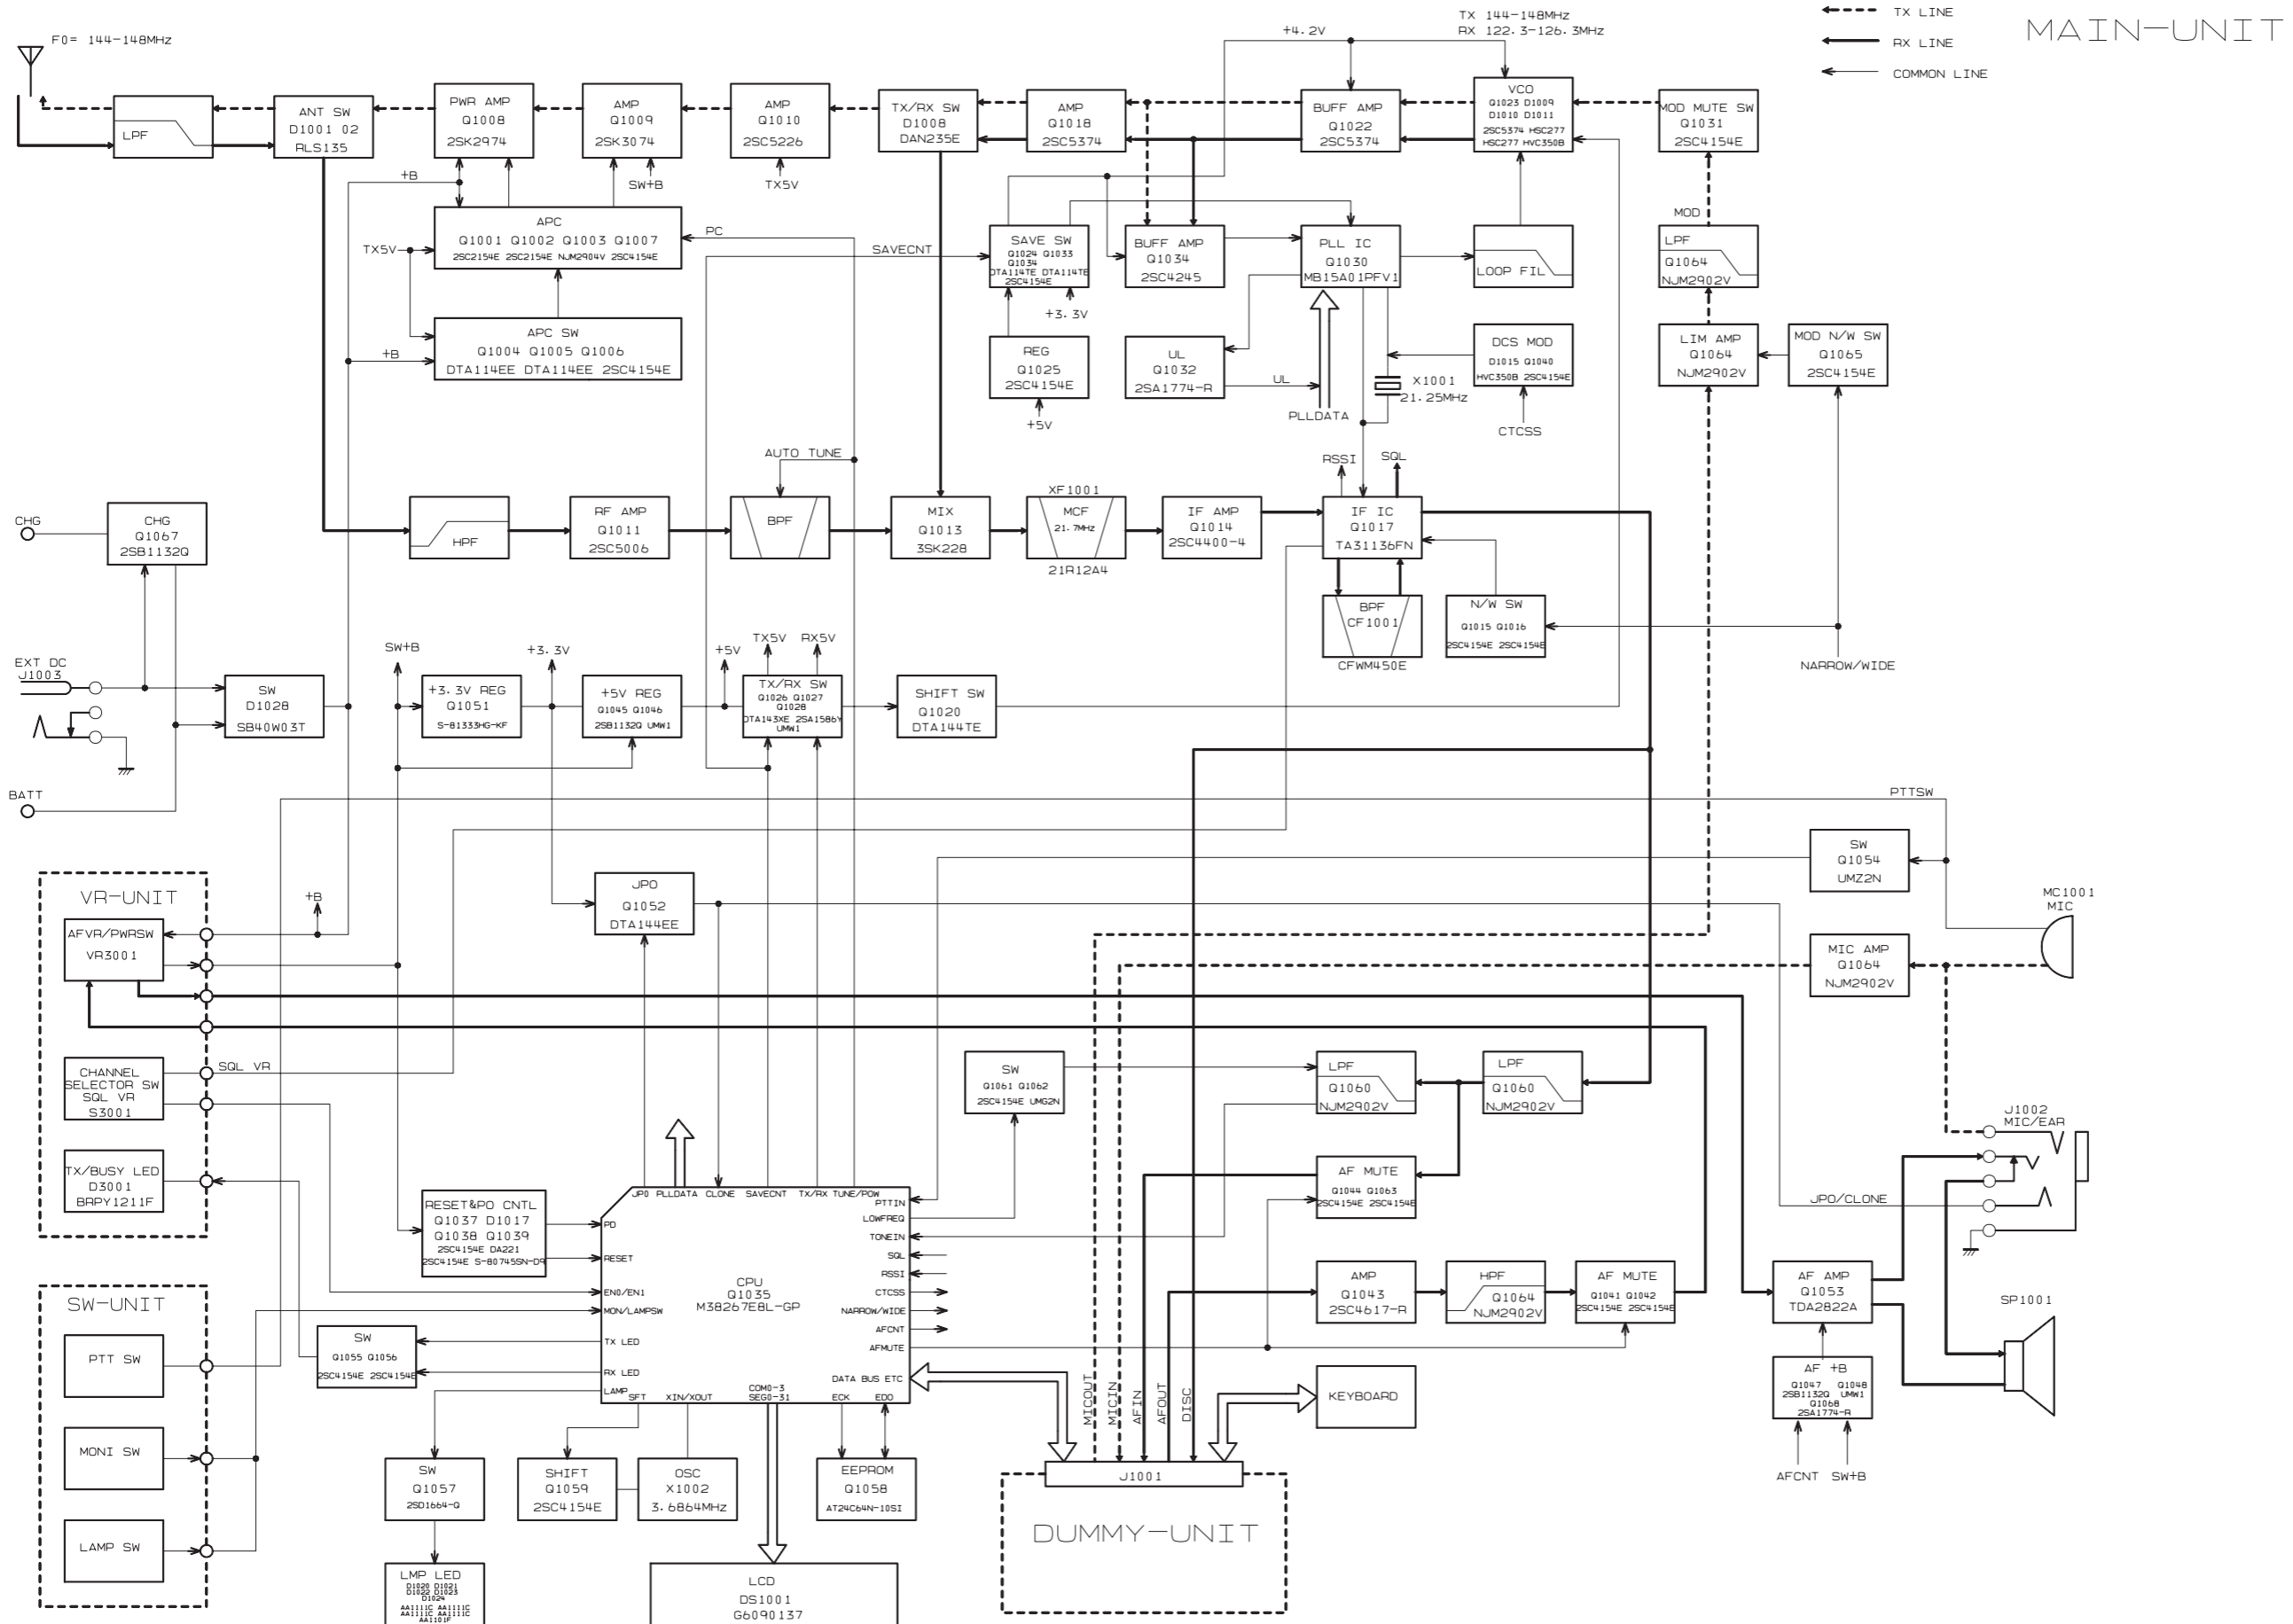 MAIN-UNIT
TX LINE
RX LINE
COMMON LINE
F0= 144-148MHz
+4.2V
TX 144-148MHz
RX 122.3-126.3MHz
LPF
ANT SW
D1001 02
RLS135
PWR AMP
Q1008
2SK2974
AMP
Q1009
2SK3074
AMP
Q1010
2SC5226
TX/RX SW
D1008
DAN235E
AMP
Q1018
2SC5374
BUFF AMP
Q1022
2SC5374
VCO
Q1023 D1009
D1010 D1011
2SC5374 HSC277
HSC277 HVC350B
MOD MUTE SW
Q1031
2SC4154E
+B
SW+B
TX5V
APC
Q1001 Q1002 Q1003 Q1007
2SC2154E 2SC2154E NJM2904V 2SC4154E
TX5V
PC
SAVECNT
SAVE SW
Q1024 Q1033
Q1034
DTA114TE DTA114TE
2SC4154E
+3.3V
BUFF AMP
Q1034
2SC4245
PLL IC
Q1030
MB15A01PFV1
LOOP FIL
MOD
LPF
Q1064
NJM2902V
APC SW
Q1004 Q1005 Q1006
DTA114EE DTA114EE 2SC4154E
+B
REG
Q1025
2SC4154E
+5V
UL
Q1032
2SA1774-R
UL
PLLDATA
X1001
21.25MHz
DCS MOD
D1015 Q1040
HVC350B 2SC4154E
CTCSS
LIM AMP
Q1064
NJM2902V
MOD N/W SW
Q1065
2SC4154E
AUTO TUNE
RSSI
SQL
CHG
CHG
Q1067
2SB1132Q
HPF
RF AMP
Q1011
2SC5006
BPF
MIX
Q1013
3SK228
XF1001
MCF
21.7MHz
21R12A4
IF AMP
Q1014
2SC4400-4
IF IC
Q1017
TA31136FN
BPF
CF1001
CFWM450E
N/W SW
Q1015 Q1016
2SC4154E 2SC4154E
NARROW/WIDE
EXT DC
J1003
SW
D1028
SB40W03T
SW+B
+3.3V REG
Q1051
S-81333HG-KF
+3.3V
+5V REG
Q1045 Q1046
2SB1132Q UMW1
+5V
TX5V
RX5V
TX/RX SW
Q1026 Q1027
Q1028
DTA143XE 2SA1586Y
UMW1
SHIFT SW
Q1020
DTA144TE
BATT
PTTSW
SW
Q1054
UMZ2N
MC1001
MIC
VR-UNIT
+B
AFVR/PWRSW
VR3001
JPO
Q1052
DTA144EE
MIC AMP
Q1064
NJM2902V
CHANNEL
SELECTOR SW
SQL VR
S3001
SQL VR
TX/BUSY LED
D3001
BRPY1211F
SW
Q1061 Q1062
2SC4154E UMG2N
LPF
Q1060
NJM2902V
LPF
Q1060
NJM2902V
J1002
MIC/EAR
JPO/CLONE
AF MUTE
Q1044 Q1063
2SC4154E 2SC4154E
RESET&PO CNTL
Q1037 D1017
Q1038 Q1039
2SC4154E DA221
2SC4154E S-80745SN-D9
JPO PLLDATA CLONE SAVECNT TX/RX TUNE/POW
PTTIN
LOWFREQ
TONEIN
SQL
RSSI
CTCSS
NARROW/WIDE
AFCNT
AFMUTE
DATA BUS ETC
PD
RESET
EN0/EN1
MON/LAMPSW
TX LED
RX LED
LAMP
SFT
XIN/XOUT
COM0-3
SEG0-31
ECK
EDO
CPU
Q1035
M38267E8L-GP
AMP
Q1043
2SC4617-R
HPF
Q1064
NJM2902V
AF MUTE
Q1041 Q1042
2SC4154E 2SC4154E
AF AMP
Q1053
TDA2822A
SP1001
SW-UNIT
PTT SW
MONI SW
LAMP SW
SW
Q1055 Q1056
2SC4154E 2SC4154E
AF +B
Q1047 Q1048
2SB1132Q UMW1
Q1068
2SA1774-R
AFCNT
SW+B
MICOUT
MICIN
AFIN
AFOUT
DISC
KEYBOARD
SW
Q1057
2SD1664-Q
SHIFT
Q1059
2SC4154E
OSC
X1002
3.6864MHz
EEPROM
Q1058
AT24C64N-10SI
J1001
DUMMY-UNIT
LMP LED
D1020 D1021
D1022 D1023
D1024
AA1111C AA1111C
AA1111C AA1111C
AA1101F
LCD
DS1001
G6090137